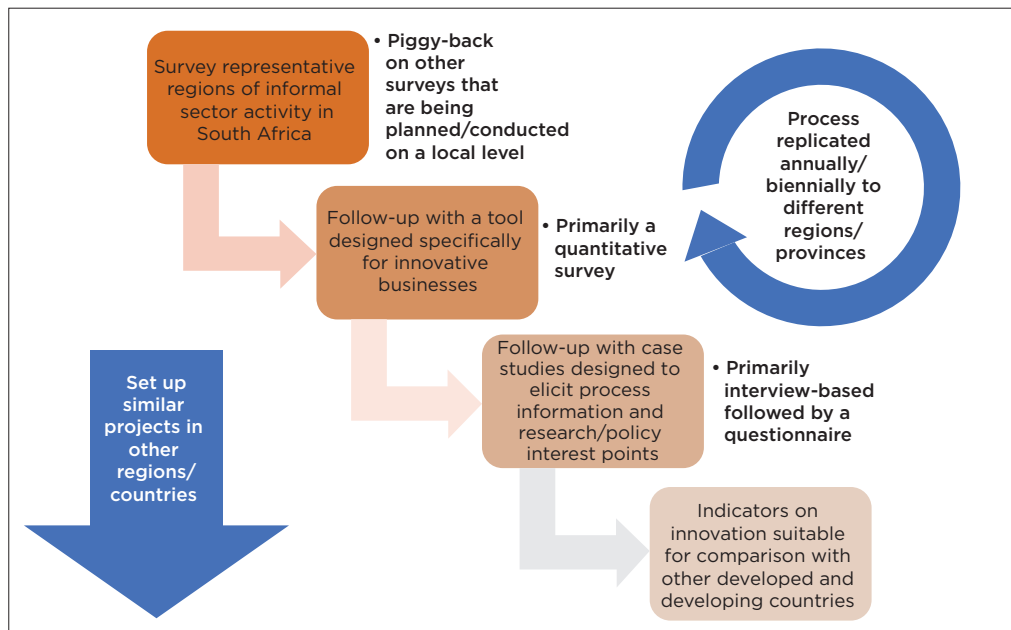 Survey representative
regions of informal
sector activity in
South Africa
• Piggy-back
on other
surveys that
are being
planned/conducted
on a local level
Process
replicated
annually/
biennially to
different
regions/
provinces
Follow-up with a tool
designed specifically
for innovative
businesses
• Primarily a
quantitative
survey
Set up
similar
projects in
other
regions/
countries
Follow-up with case
studies designed to
elicit process
information and
research/policy
interest points
• Primarily
interview-based
followed by a
questionnaire
Indicators on
innovation suitable
for comparison with
other developed and
developing countries